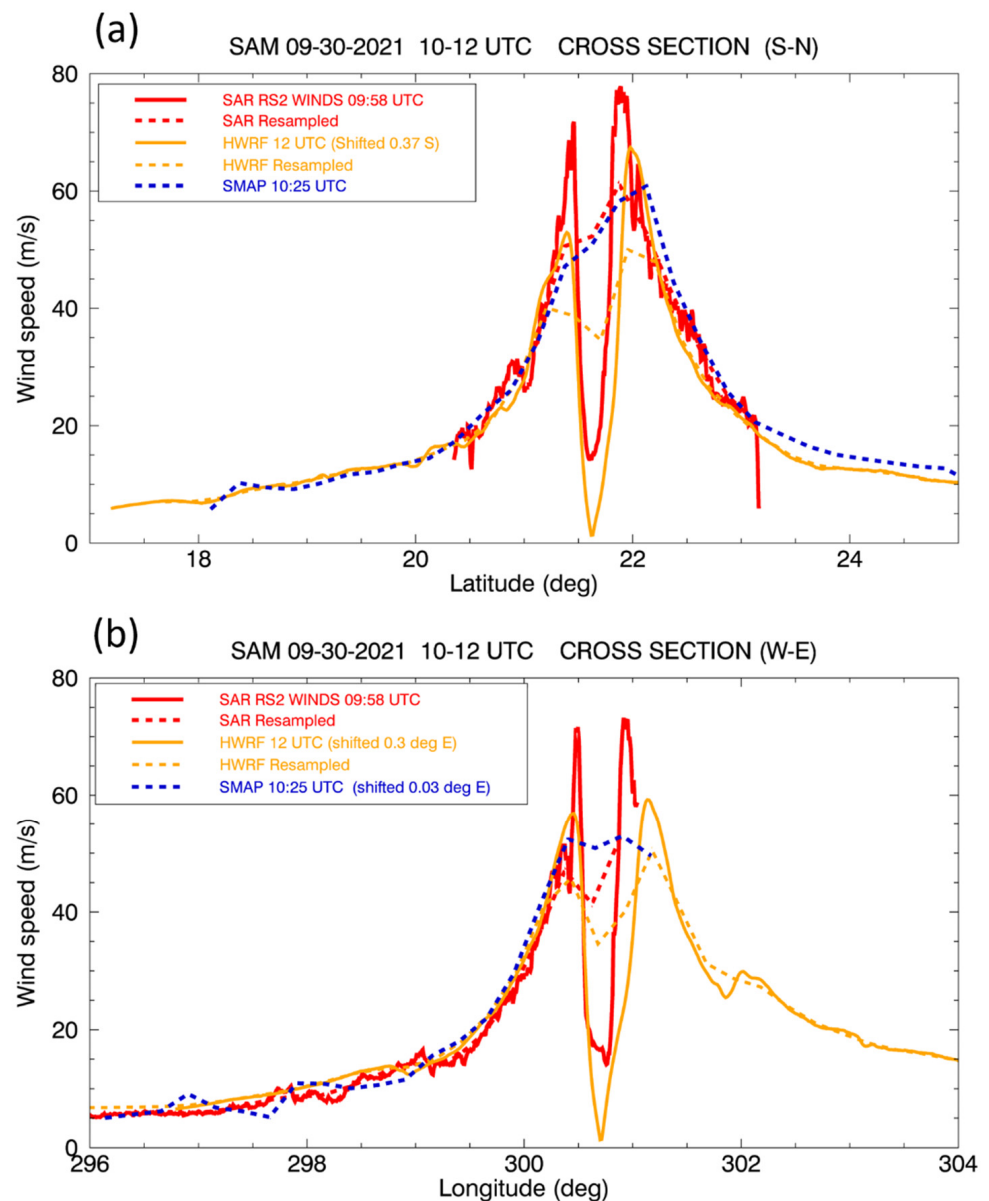 (a)
SAM 09-30-2021 10-12 UTC CROSS SECTION (S-N)
80
SAR RS2 WINDS 09:58 UTC
SAR Resampled
HWRF 12 UTC (Shifted 0.37 S)
HWRF Resampled
SMAP 10:25 UTC
60
40
20
0
Wind speed (m/s)
18 20 22 24
Latitude (deg)
(b)
SAM 09-30-2021 10-12 UTC CROSS SECTION (W-E)
80
SAR RS2 WINDS 09:58 UTC
SAR Resampled
HWRF 12 UTC (shifted 0.3 deg E)
HWRF Resampled
SMAP 10:25 UTC (shifted 0.03 deg E)
60
40
20
0
Wind speed (m/s)
296 298 300 302 304
Longitude (deg)